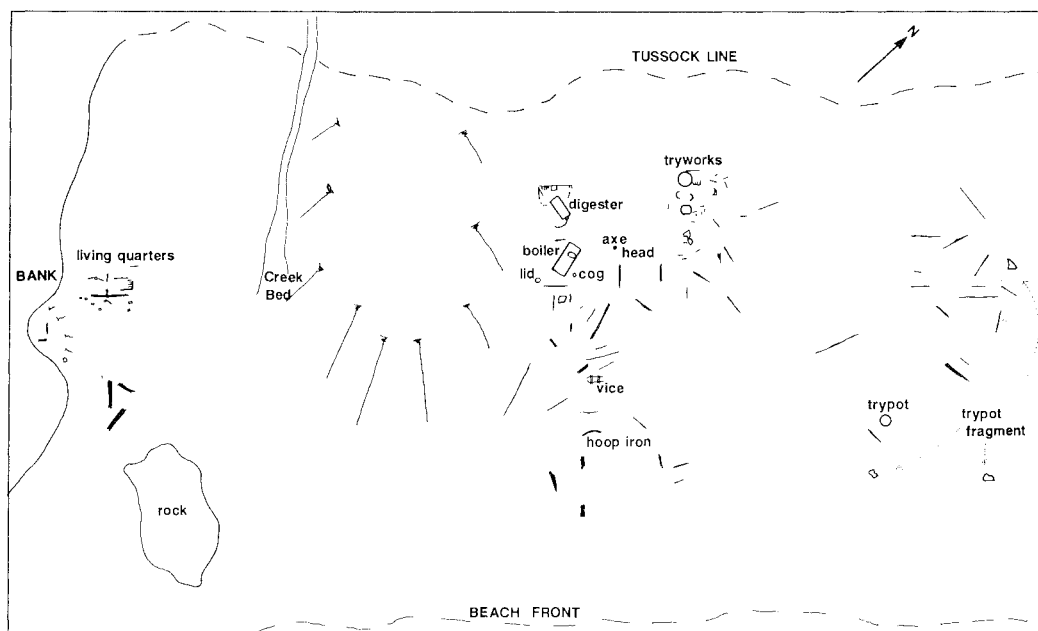 N
TUSSOCK LINE
tryworks
digester
axe
head
boiler
living quarters
BANK
lid
cog
Creek
Bed
vice
trypot
trypot
fragment
hoop iron
rock
BEACH FRONT